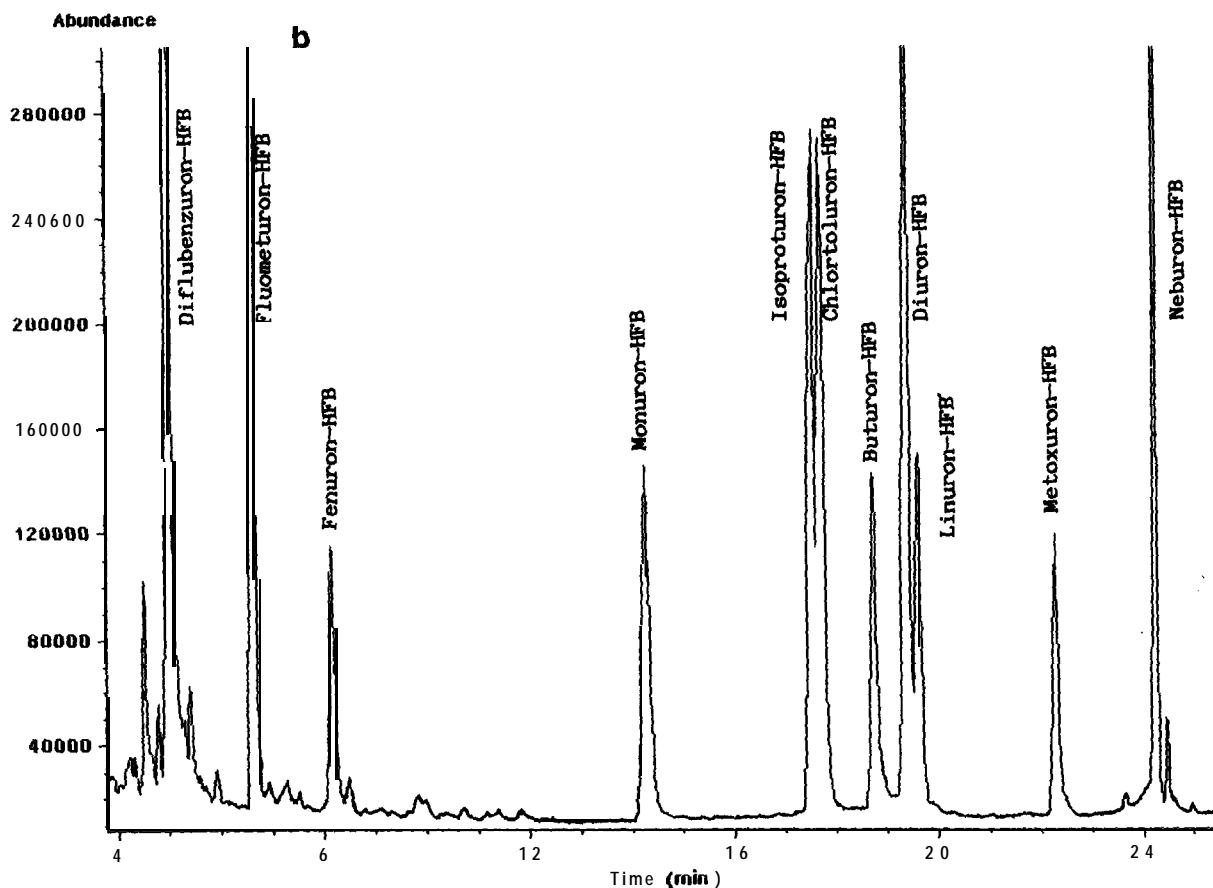 Abundance
b
280000
240600
200000
160000
120000
80000
40000
Diflubenzuron-HFB
Fluometuron-HFB
Fenuron-HFB
Monuron-HFB
Isoproturon-HFB
Chlortoluron-HFB
Buturon-HFB
Diuron-HFB
Linuron-HFB
Metoxuron-HFB
Neburon-HFB
4 6 12 16 20 24
Time (min)